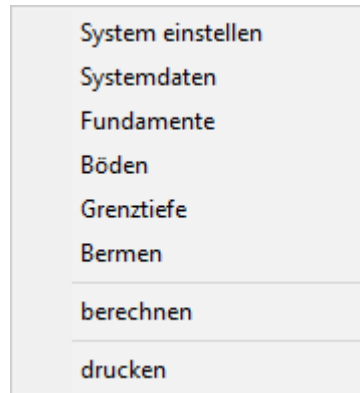 System einstellen
Systemdaten
Fundamente
Böden
Grenztiefe
Bermen
berechnen
drucken